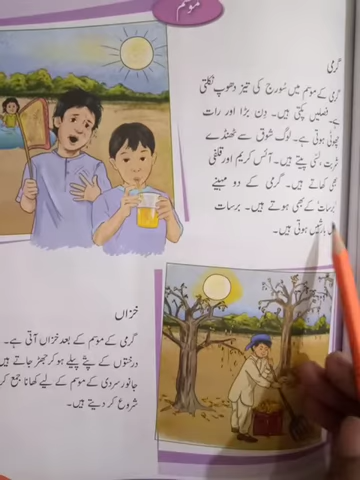 موسم
گرمی
گرمی کے موسم میں سُورج کی تیز دھوپ نکلتی
ہے۔ فصلیں پکتی ہیں۔ دِن بڑا اور رات
چھوٹی ہوتی ہے۔ لوگ شوق سے ٹھنڈے
شربت، لسّی پیتے ہیں۔ آئس کریم اور قلفی
بھی کھاتے ہیں۔ گرمی کے دو مہینے
برسات کے بھی ہوتے ہیں۔ برسات
بارشیں ہوتی ہیں۔
خزاں
گرمی کے موسم کے بعد خزاں آتی ہے۔
درختوں کے پتّے پیلے ہو کر جھڑ جاتے ہیں
جانور سردی کے موسم کے لیے کھانا جمع کر
شروع کر دیتے ہیں۔